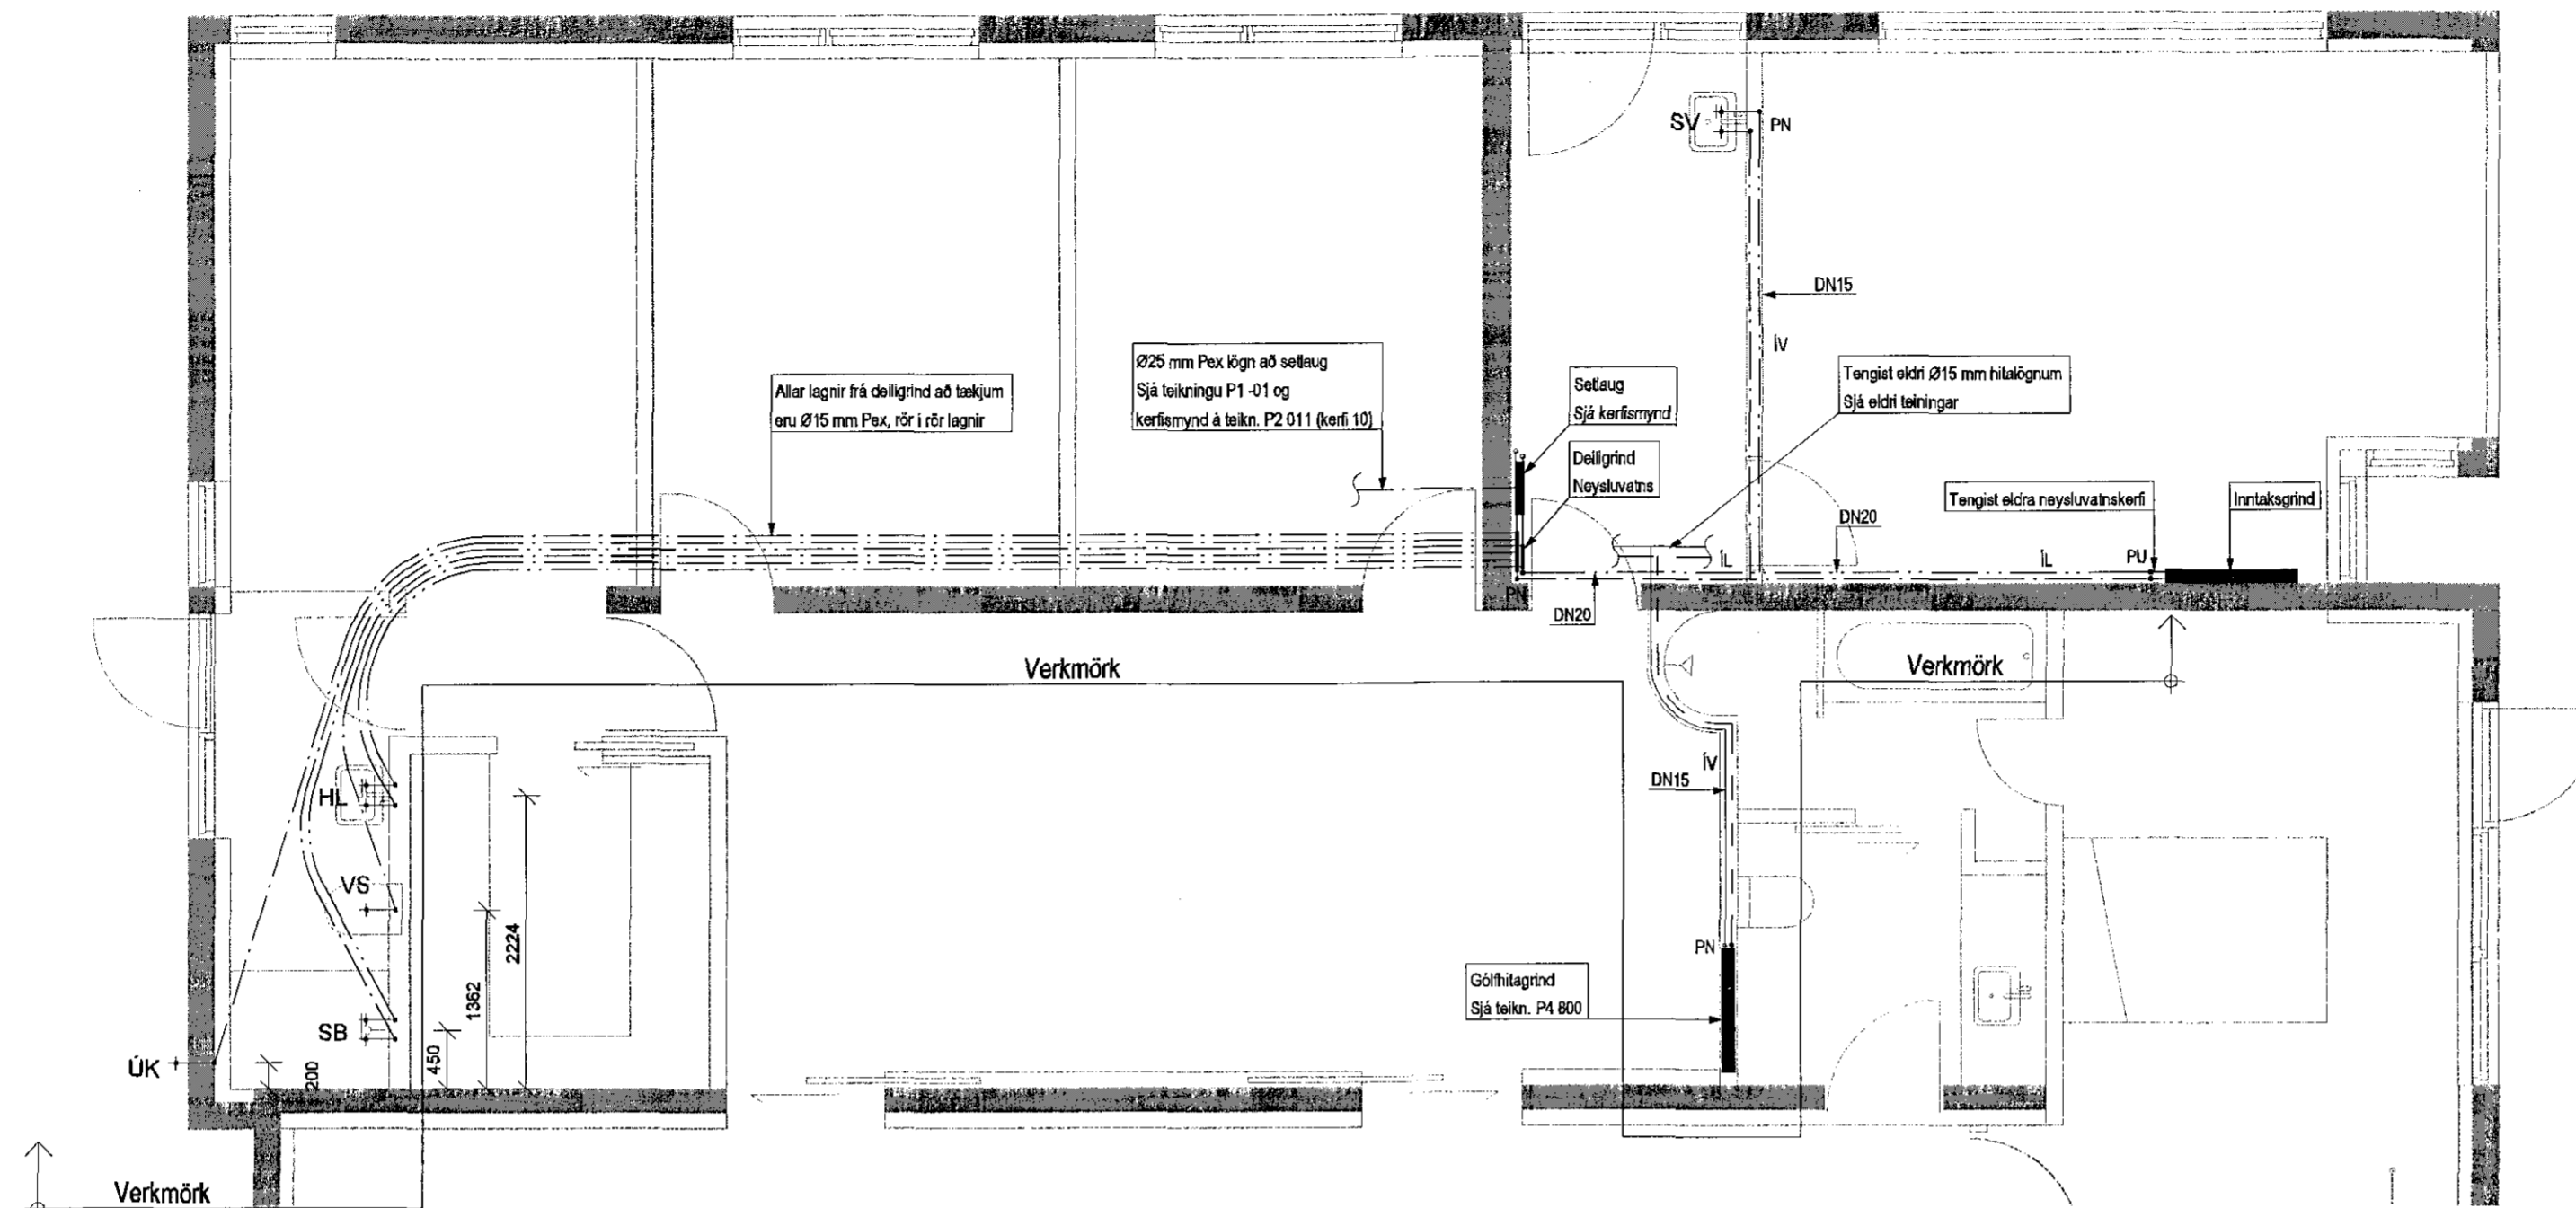 SV
PN
DN15
ÍV
Ø25 mm Pex lögn að setlaug
Sjá teikningu P1 -01 og
kerfismynd á teikn. P2 011 (kerfi 10)
Allar lagnir frá deiligrind að tækjum
eru Ø15 mm Pex, rör í rör lagnir
Setlaug
Sjá kerfismynd
Tengist eldri Ø15 mm hitalögnum
Sjá eldri teiningar
Deiligrind
Neysluvatns
Tengist eldra neysluvatnskerfi
Inntaksgrind
DN20
ÍL
ÍL
PU
PN
DN20
Verkmörk
Verkmörk
ÍV
DN15
HL
VS
2224
1362
PN
Gólfhitagrind
Sjá teikn. P4 800
SB
450
ÚK
200
Verkmörk